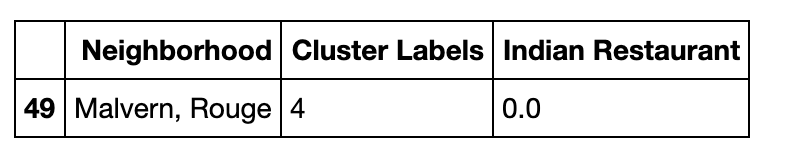 Neighborhood Cluster Labels Indian Restaurant
49 Malvern, Rouge 4 0.0